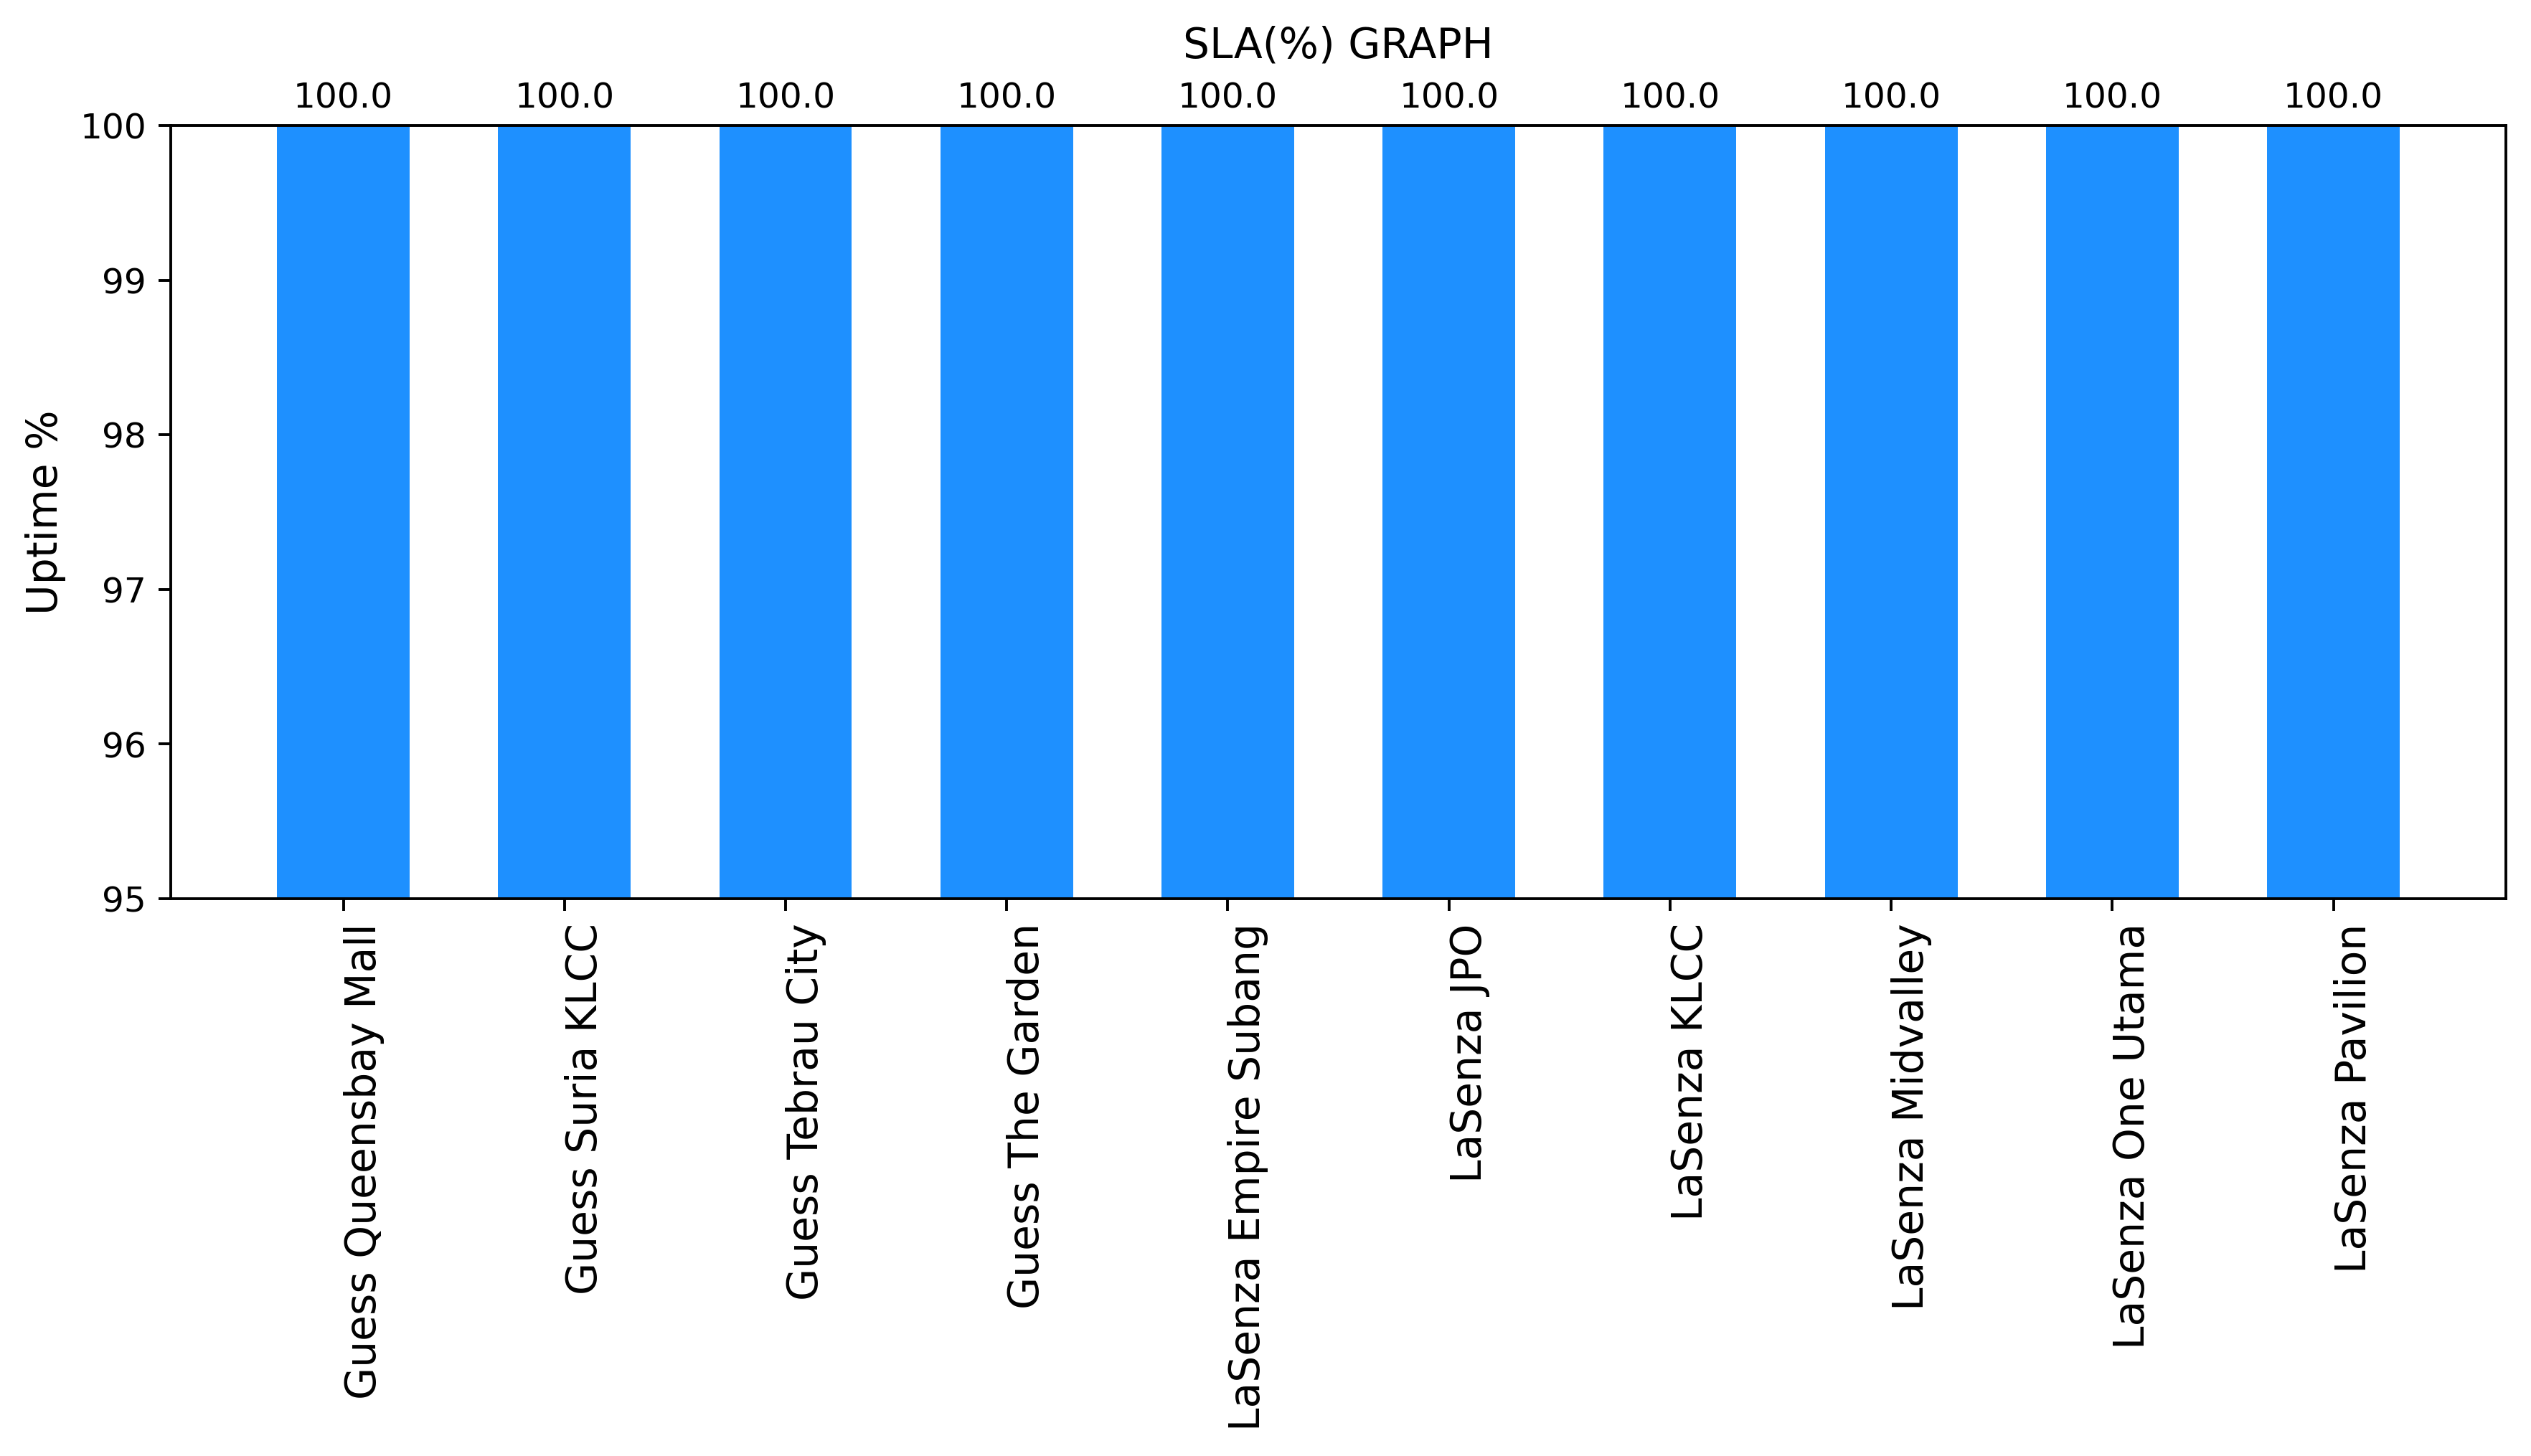 SLA(%) GRAPH
100.0 100.0 100.0 100.0 100.0 100.0 100.0 100.0 100.0 100.0
100
99
98
97
96
95
Uptime %
Guess Queensbay Mall
Guess Suria KLCC
Guess Tebrau City
Guess The Garden
LaSenza Empire Subang
LaSenza JPO
LaSenza KLCC
LaSenza Midvalley
LaSenza One Utama
LaSenza Pavilion